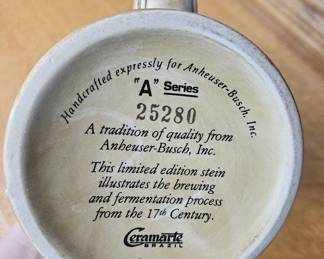 Handcrafted expressly for Anheuser-Busch, Inc.
"A" Series
25280
A tradition of quality from
Anheuser-Busch, Inc.
This limited edition stein
illustrates the brewing
and fermentation process
from the 17th Century.
Ceramarte
BRAZIL